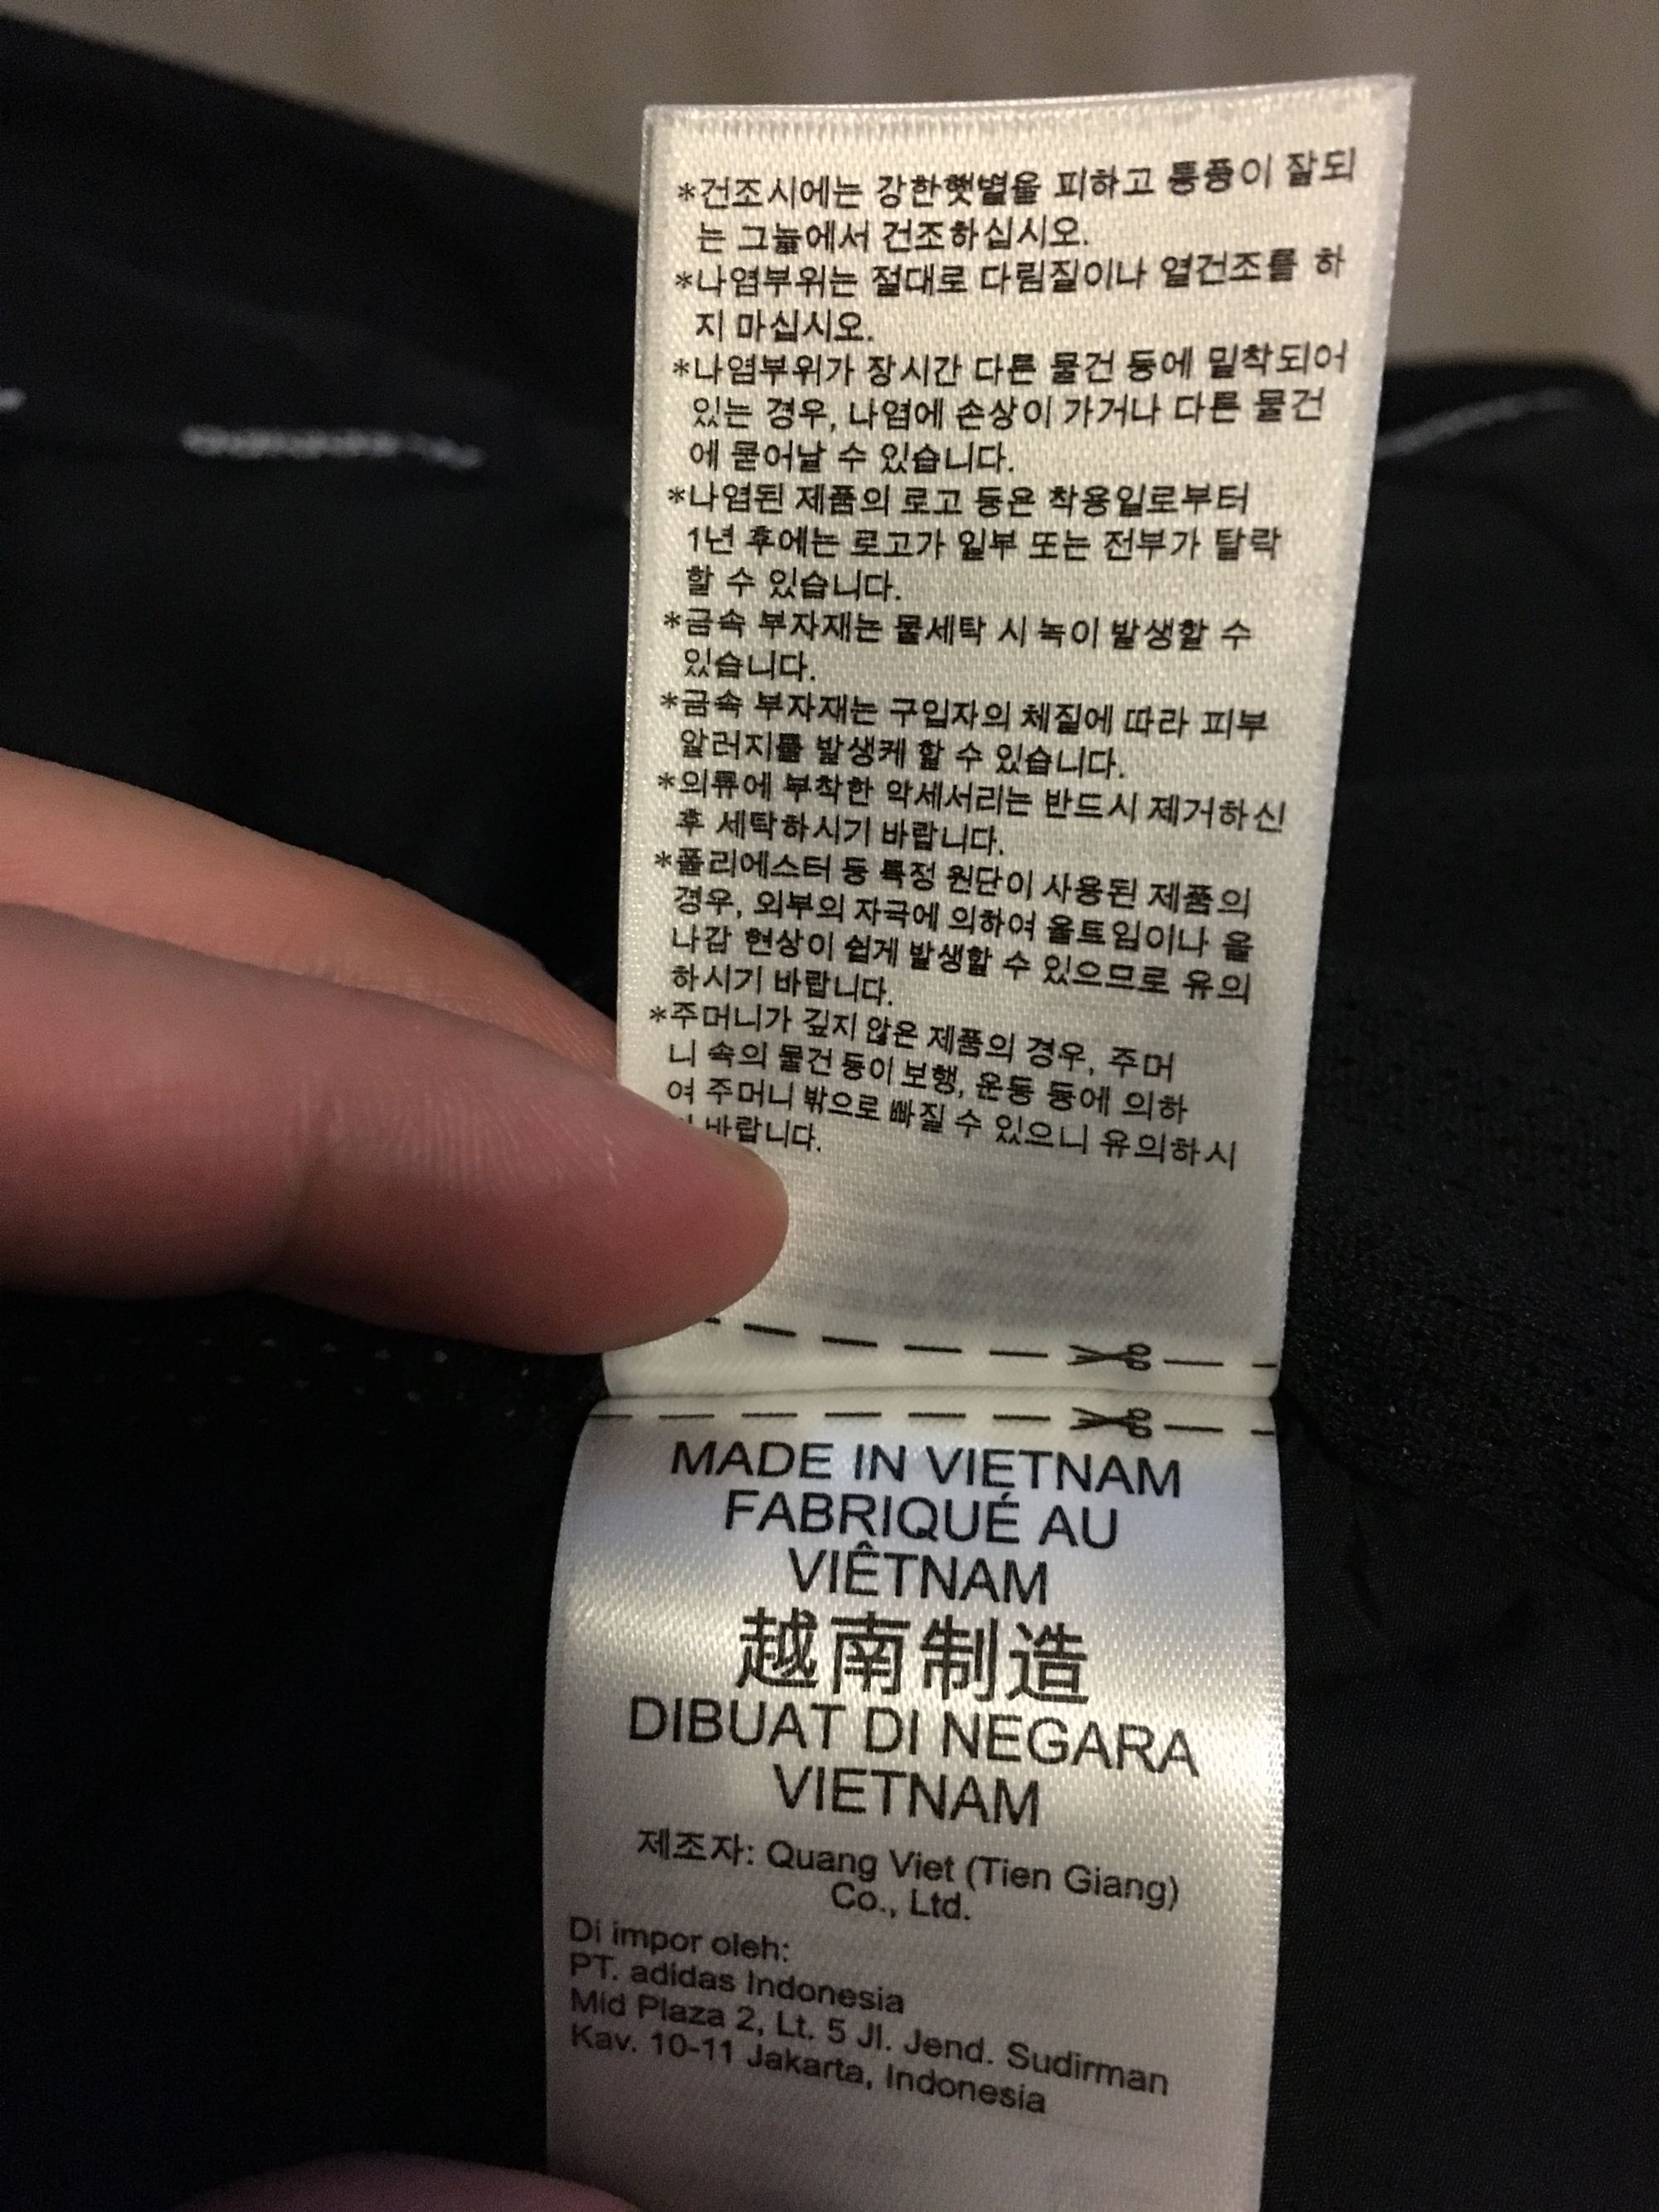 *건조시에는 강한햇볕을 피하고 통풍이 잘되
는 그늘에서 건조하십시오.
*나염부위는 절대로 다림질이나 열건조를 하
지 마십시오.
*나염부위가 장시간 다른 물건 등에 밀착되어
있는 경우, 나염에 손상이 가거나 다른 물건
에 묻어날 수 있습니다.
*나염된 제품의 로고 등은 착용일로부터
1년 후에는 로고가 일부 또는 전부가 탈락
할 수 있습니다.
*금속 부자재는 물세탁 시 녹이 발생할 수
있습니다.
*금속 부자재는 구입자의 체질에 따라 피부
알러지를 발생케 할 수 있습니다.
*의류에 부착한 악세서리는 반드시 제거하신
후 세탁하시기 바랍니다.
*폴리에스터 등 특정 원단이 사용된 제품의
경우, 외부의 자극에 의하여 올트임이나 올
나감 현상이 쉽게 발생할 수 있으므로 유의
하시기 바랍니다.
*주머니가 깊지 않은 제품의 경우, 주머
니 속의 물건 등이 보행, 운동 등에 의하
여 주머니 밖으로 빠질 수 있으니 유의하시
바랍니다.
MADE IN VIETNAM
FABRIQUÉ AU
VIÊTNAM
越南制造
DIBUAT DI NEGARA
VIETNAM
제조자: Quang Viet (Tien Giang)
Co., Ltd.
Di impor oleh:
PT. adidas Indonesia
Mid Plaza 2, Lt. 5 Jl. Jend. Sudirman
Kav. 10-11 Jakarta, Indonesia